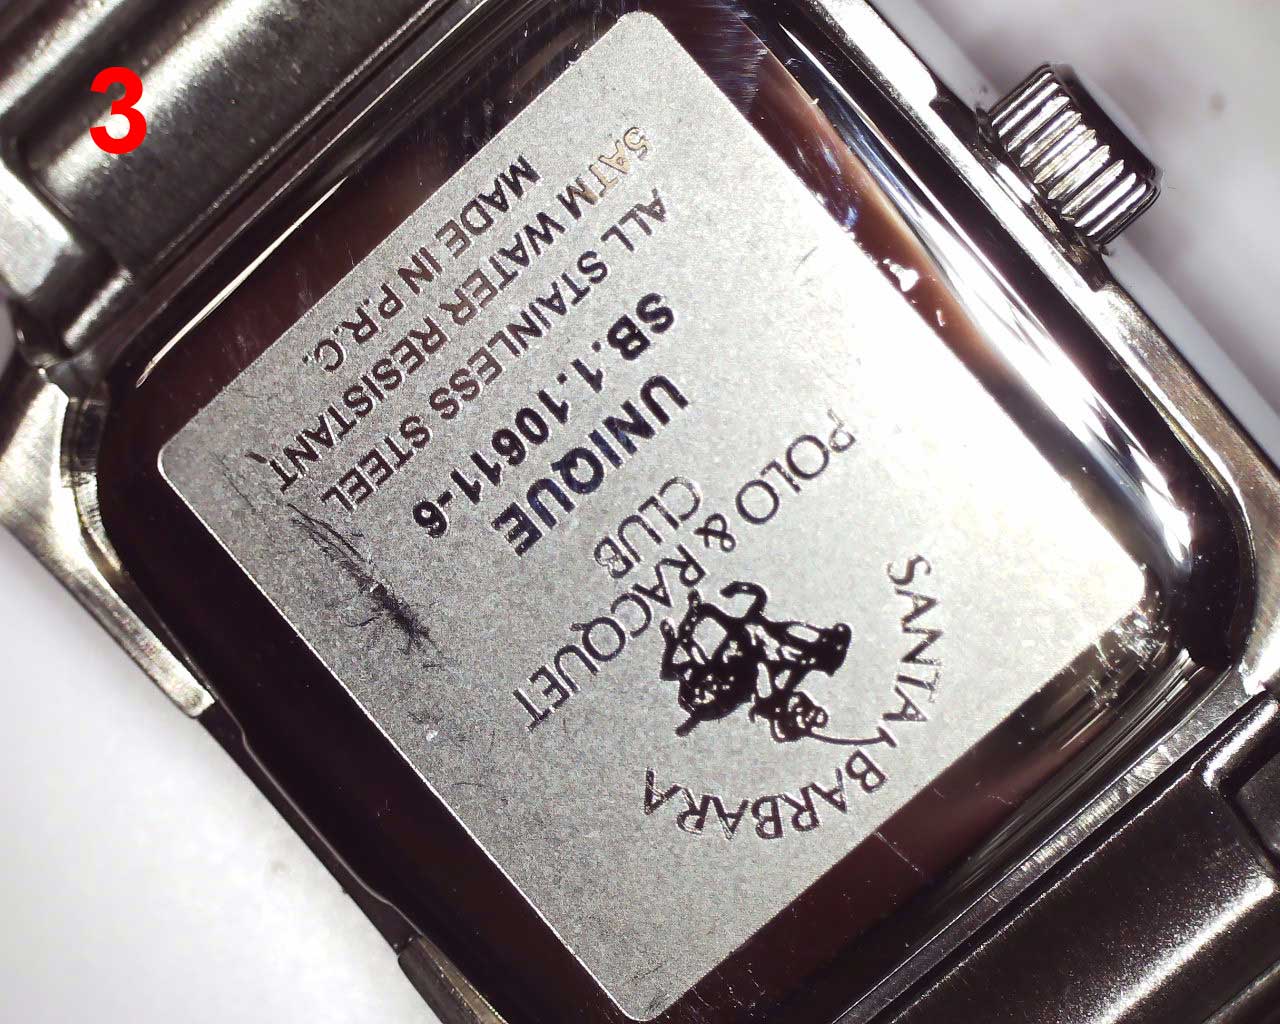 3
SANTA BARBARA
POLO & RACQUET
CLUB
UNIQUE
SB.1.10611-6
ALL STAINLESS STEEL
5ATM WATER RESISTANT
MADE IN P.R.C.